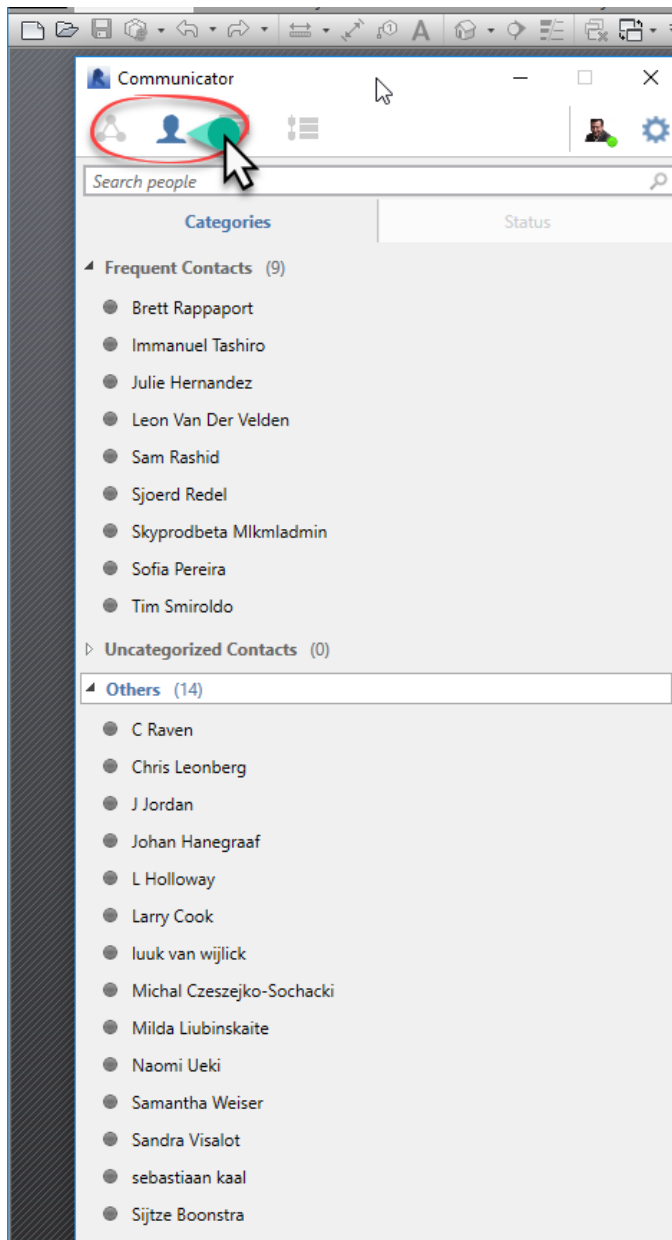 Communicator
Search people
Categories
Status
Frequent Contacts (9)
Brett Rappaport
Immanuel Tashiro
Julie Hernandez
Leon Van Der Velden
Sam Rashid
Sjoerd Redel
Skyprodbeta Mlkmladmin
Sofia Pereira
Tim Smiroldo
Uncategorized Contacts (0)
Others (14)
C Raven
Chris Leonberg
J Jordan
Johan Hanegraaf
L Holloway
Larry Cook
luuk van wijlick
Michal Czeszejko-Sochacki
Milda Liubinskaite
Naomi Ueki
Samantha Weiser
Sandra Visalot
sebastiaan kaal
Sijtze Boonstra